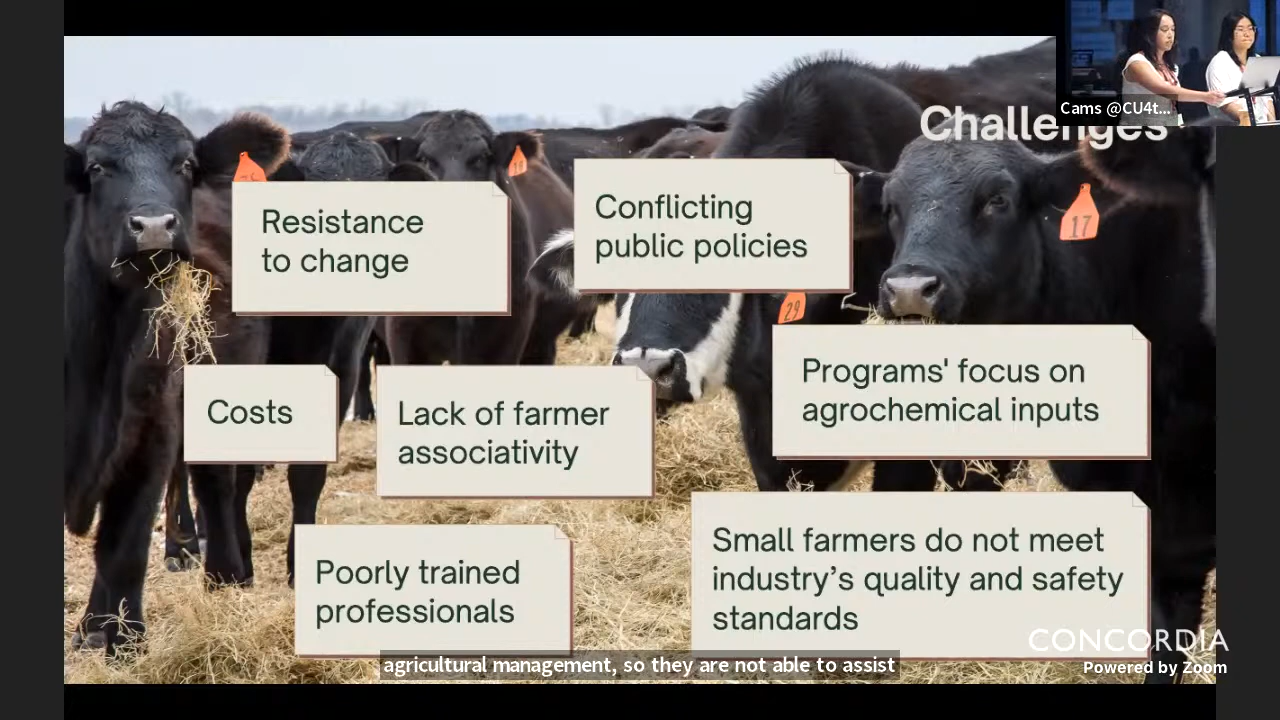 Cams @CU4t...
Challenges
Resistance
to change
Conflicting
public policies
17
29
Programs' focus on
agrochemical inputs
Costs
Lack of farmer
associativity
Small farmers do not meet
industry’s quality and safety
standards
Poorly trained
professionals
CONCORDIA
Powered by Zoom
agricultural management, so they are not able to assist